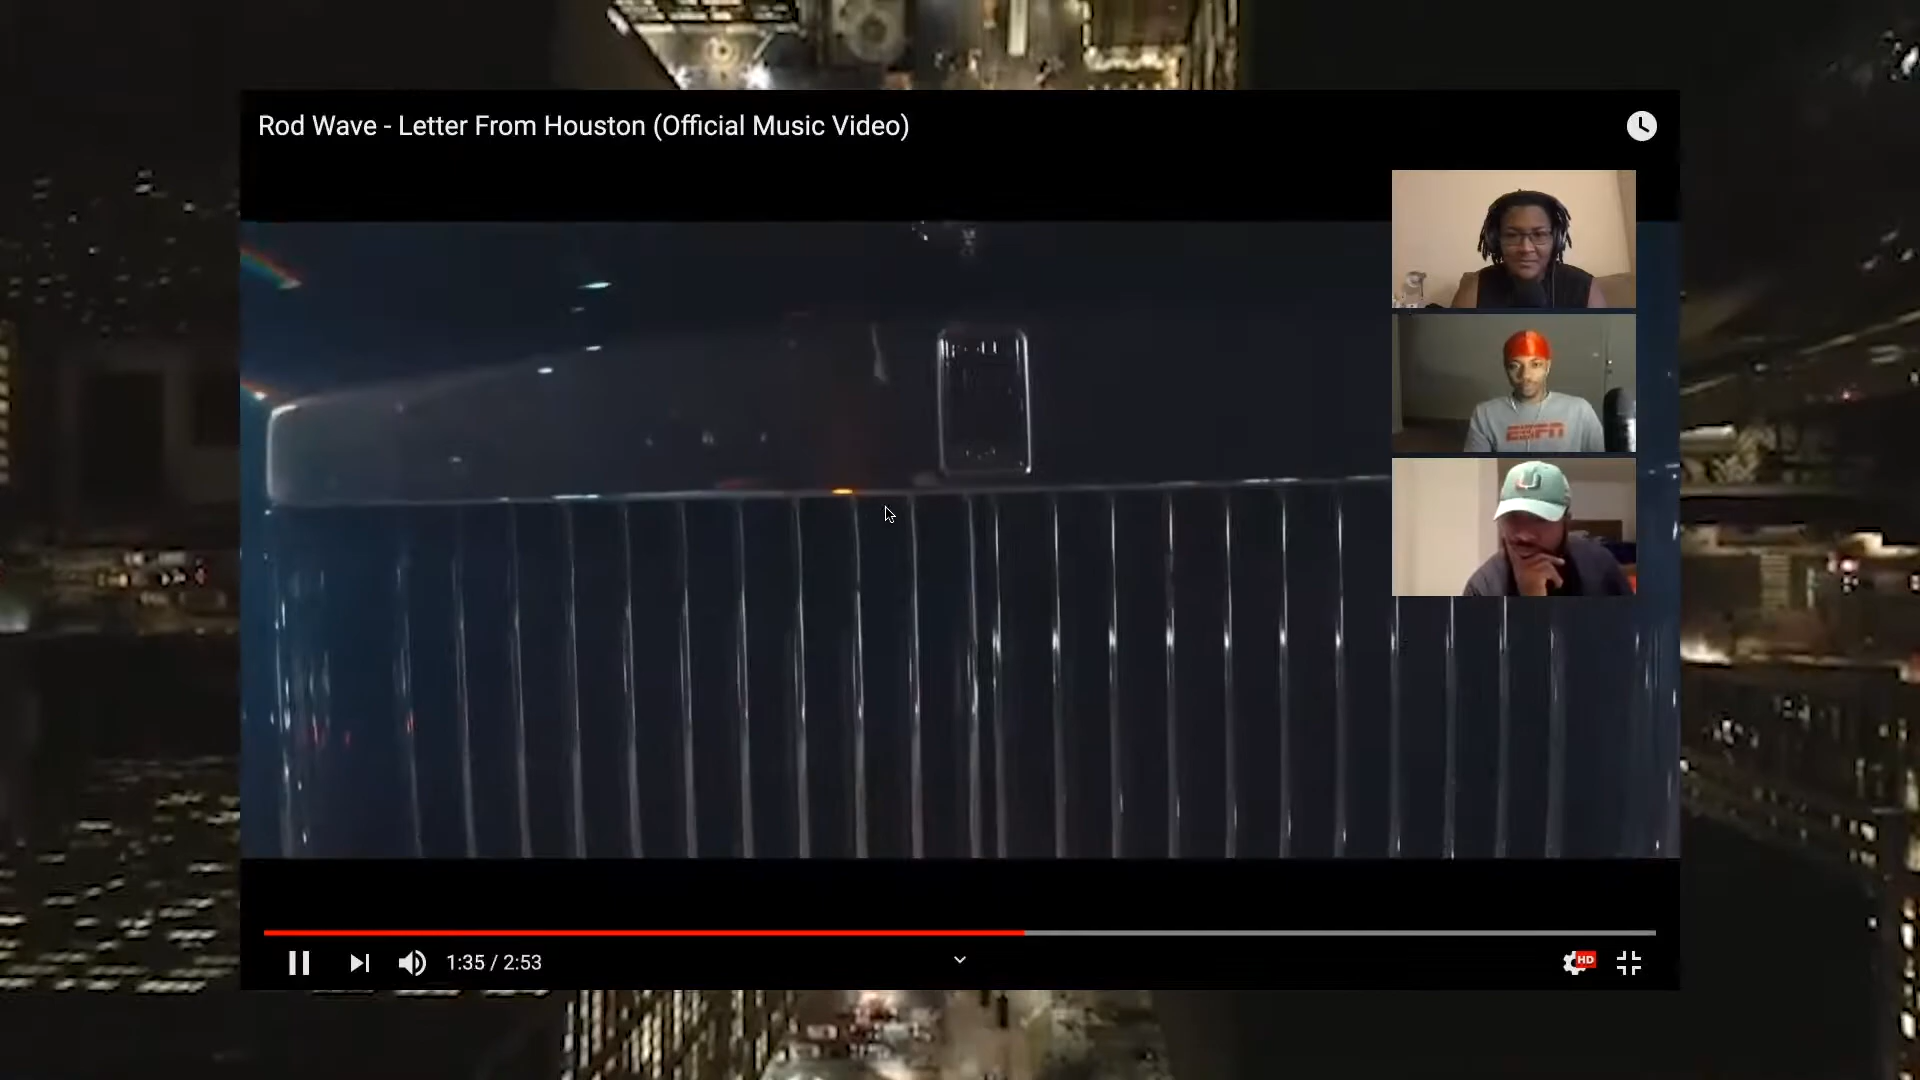 Rod Wave - Letter From Houston (Official Music Video)
ESPN
U
1:35 / 2:53
HD